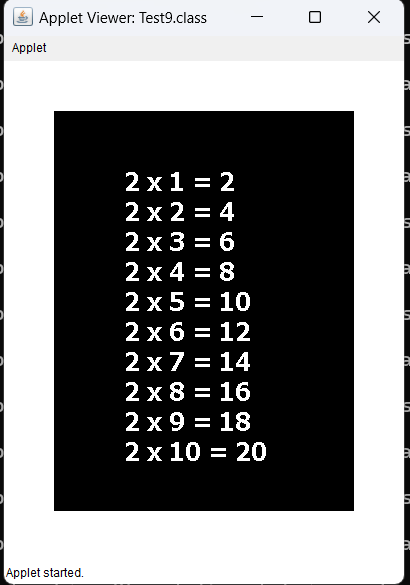 Applet Viewer: Test9.class
Applet
2 x 1 = 2
2 x 2 = 4
2 x 3 = 6
2 x 4 = 8
2 x 5 = 10
2 x 6 = 12
2 x 7 = 14
2 x 8 = 16
2 x 9 = 18
2 x 10 = 20
Applet started.